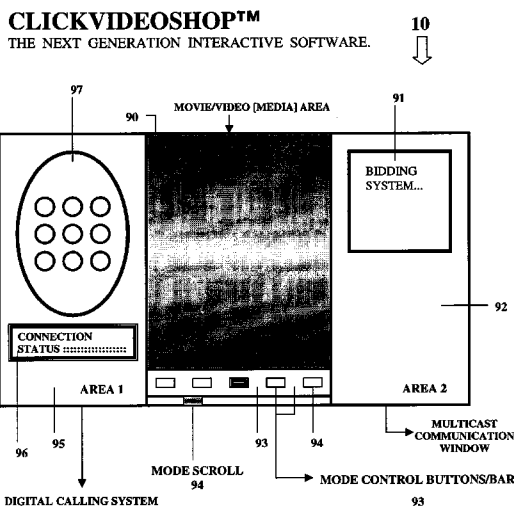 CLICKVIDEOSHOP™
THE NEXT GENERATION INTERACTIVE SOFTWARE.
10
97
90
MOVIE/VIDEO [MEDIA] AREA
91
BIDDING
SYSTEM...
92
CONNECTION
STATUS ::::::::::::::::::
AREA 1
AREA 2
96
95
93
94
MULTICAST
COMMUNICATION
WINDOW
MODE SCROLL
94
MODE CONTROL BUTTONS/BAR
93
DIGITAL CALLING SYSTEM